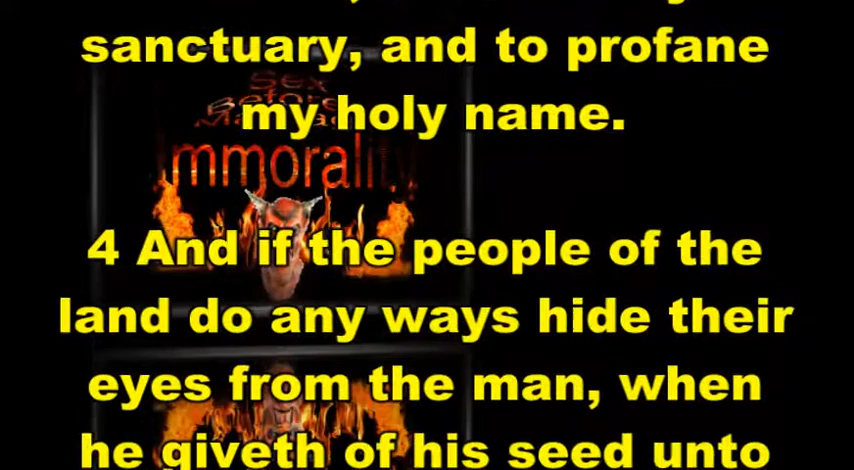 sanctuary, and to profane
my holy name.
Sex
Before
Immorality
4 And if the people of the
land do any ways hide their
eyes from the man, when
he giveth of his seed unto